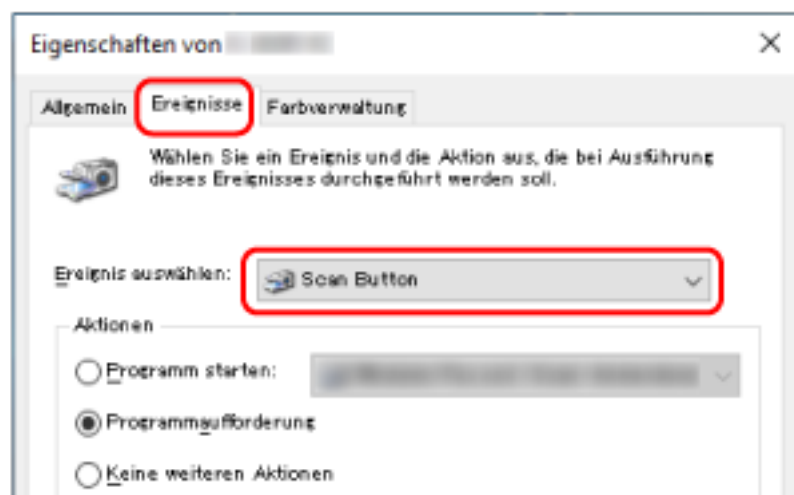 Eigenschaften von
Allgemein Ereignisse Farbverwaltung
Wählen Sie ein Ereignis und die Aktion aus, die bei Ausführung
dieses Ereignisses durchgeführt werden soll.
Ereignis auswählen: Scan Button
Aktionen
Programm starten:
Programmaufforderung
Keine weiteren Aktionen